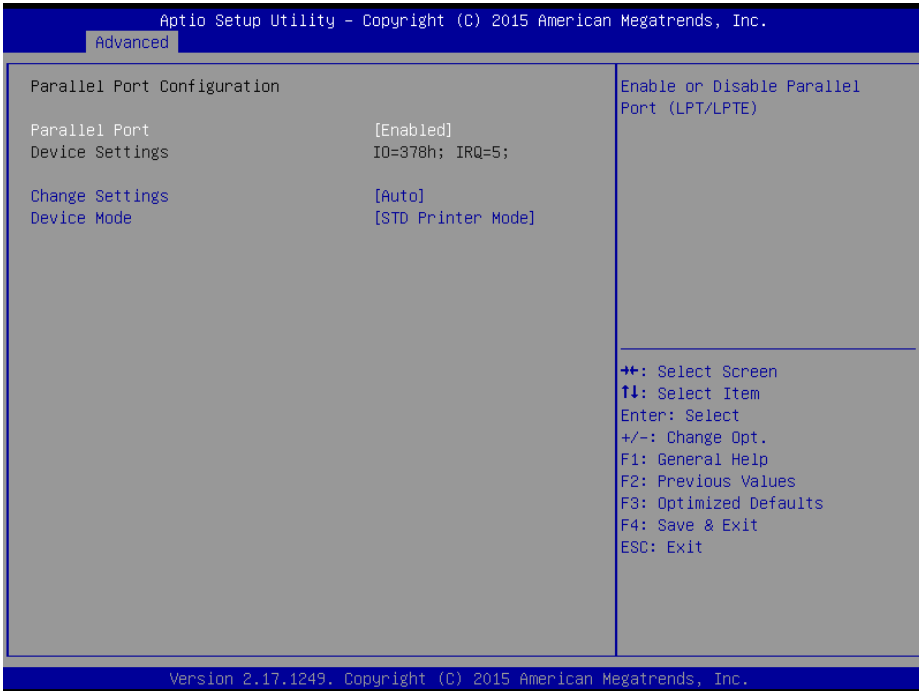 Aptio Setup Utility – Copyright (C) 2015 American Megatrends, Inc.
Advanced
Parallel Port Configuration
Parallel Port [Enabled]
Device Settings IO=378h; IRQ=5;
Change Settings [Auto]
Device Mode [STD Printer Mode]
Enable or Disable Parallel
Port (LPT/LPTE)
→←: Select Screen
↑↓: Select Item
Enter: Select
+/-: Change Opt.
F1: General Help
F2: Previous Values
F3: Optimized Defaults
F4: Save & Exit
ESC: Exit
Version 2.17.1249. Copyright (C) 2015 American Megatrends, Inc.